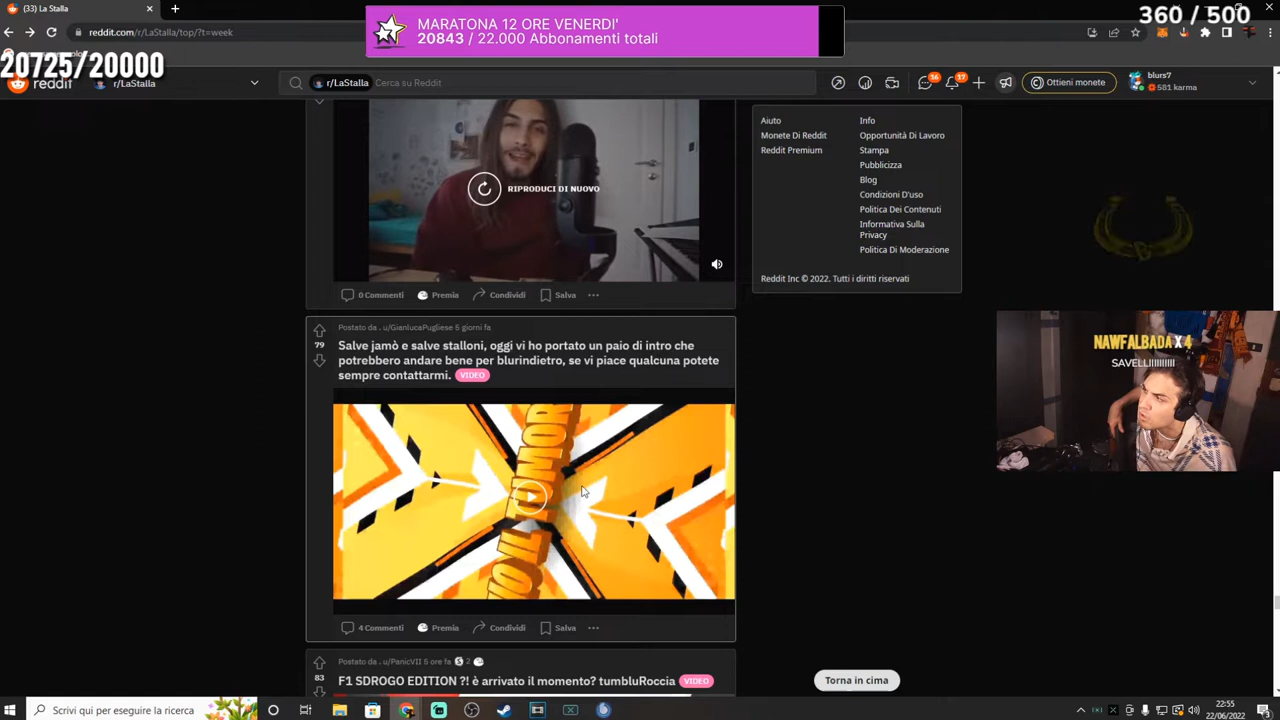 (33) La Stalla
reddit.com/r/LaStalla/top/?t=week
MARATONA 12 ORE VENERDI'
20843 / 22.000 Abbonamenti totali
360 / 500
20725/20000
reddit
r/LaStalla
r/LaStalla
Cerca su Reddit
16
17
Ottieni monete
blurs7
581 karma
RIPRODUCI DI NUOVO
0 Commenti
Premia
Condividi
Salva
Aiuto
Monete Di Reddit
Reddit Premium
Info
Opportunità Di Lavoro
Stampa
Pubblicizza
Blog
Condizioni D'uso
Politica Dei Contenuti
Informativa Sulla
Privacy
Politica Di Moderazione
Reddit Inc © 2022. Tutti i diritti riservati
NAWFALBADA X 4
SAVELLIIIIIIIIII
Postato da . u/GianlucaPugliese 5 giorni fa
79
Salve jamò e salve stalloni, oggi vi ho portato un paio di intro che
potrebbero andare bene per blurindietro, se vi piace qualcuna potete
sempre contattarmi. VIDEO
4 Commenti
Premia
Condividi
Salva
Postato da . u/PanicVII 5 ore fa
2
83
F1 SDROGO EDITION ?! è arrivato il momento? tumbluRoccia VIDEO
Torna in cima
Scrivi qui per eseguire la ricerca
22:55
22/06/2022